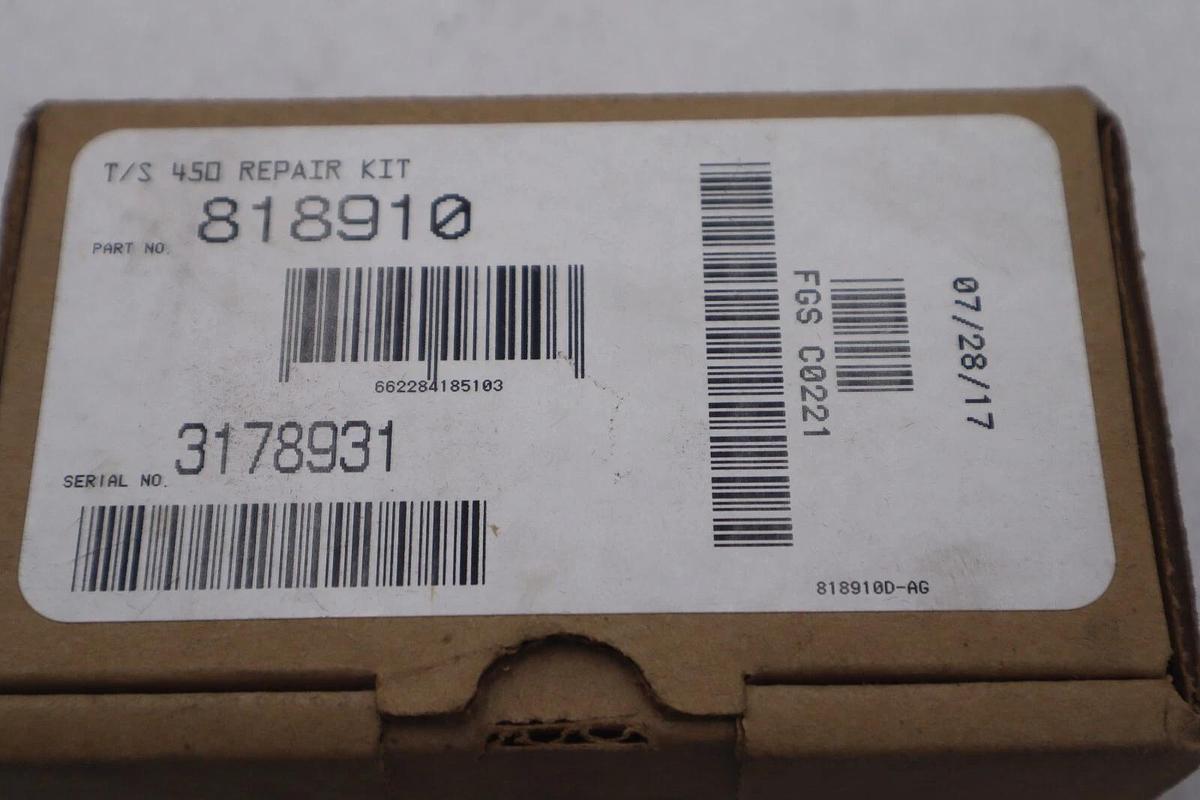 T/S 450 REPAIR KIT
PART NO. 818910
662284185103
SERIAL NO. 3178931
FGS C0221
07/28/17
818910D-AG